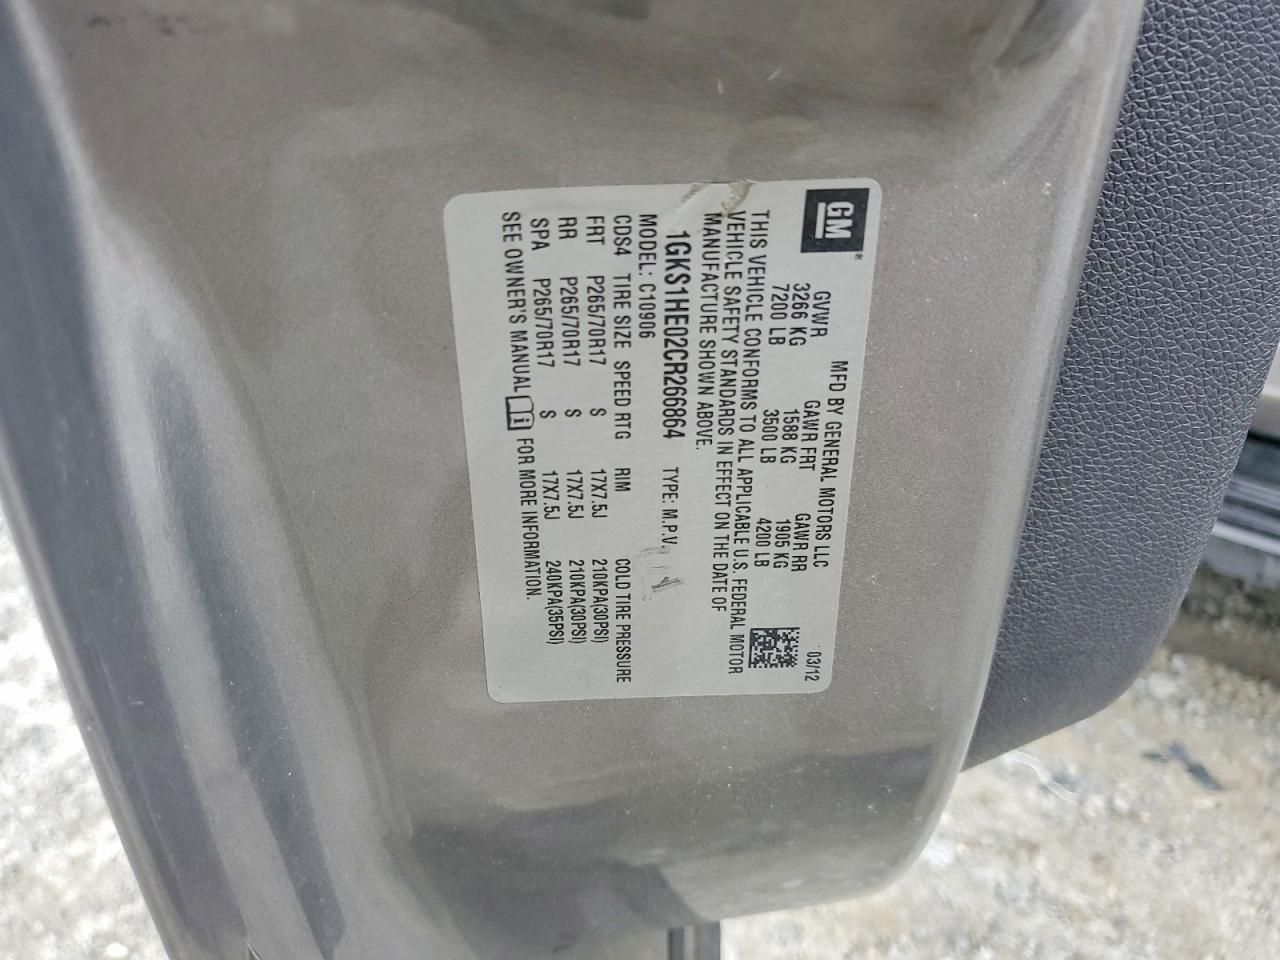 GM
MFD BY GENERAL MOTORS LLC 03/12
GVWR GAWR FRT GAWR RR
3266 KG 1588 KG 1905 KG
7200 LB 3500 LB 4200 LB
THIS VEHICLE CONFORMS TO ALL APPLICABLE U.S. FEDERAL MOTOR
VEHICLE SAFETY STANDARDS IN EFFECT ON THE DATE OF
MANUFACTURE SHOWN ABOVE.
1GKS1HE02CR266864 TYPE: M.P.V.
MODEL: C10906
CDS4 TIRE SIZE SPEED RTG RIM COLD TIRE PRESSURE
FRT P265/70R17 S 17X7.5J 210KPA(30PSI)
RR P265/70R17 S 17X7.5J 210KPA(30PSI)
SPA P265/70R17 S 17X7.5J 240KPA(35PSI)
SEE OWNER'S MANUAL i FOR MORE INFORMATION.